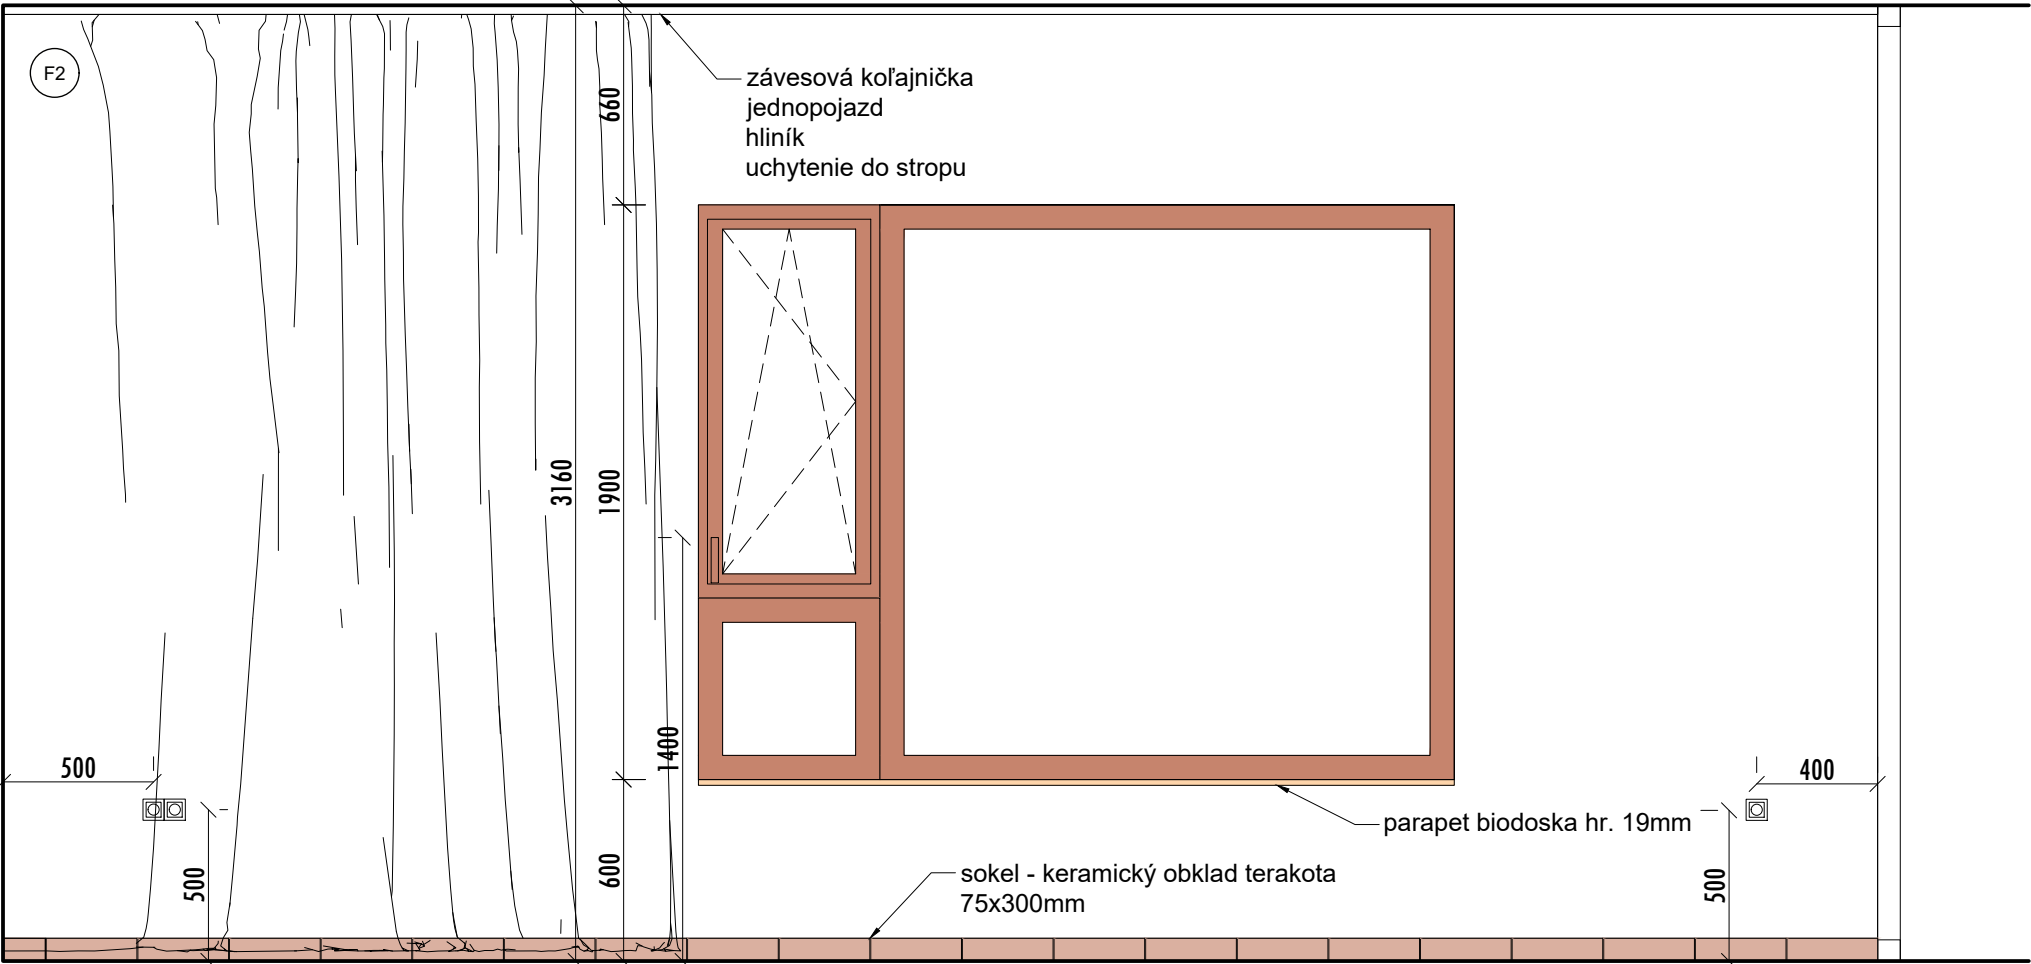 F2
závesová koľajnička
jednopojazd
hliník
uchytenie do stropu
660
3160
1900
1400
500
400
parapet biodoska hr. 19mm
600
500
500
sokel - keramický obklad terakota
75x300mm